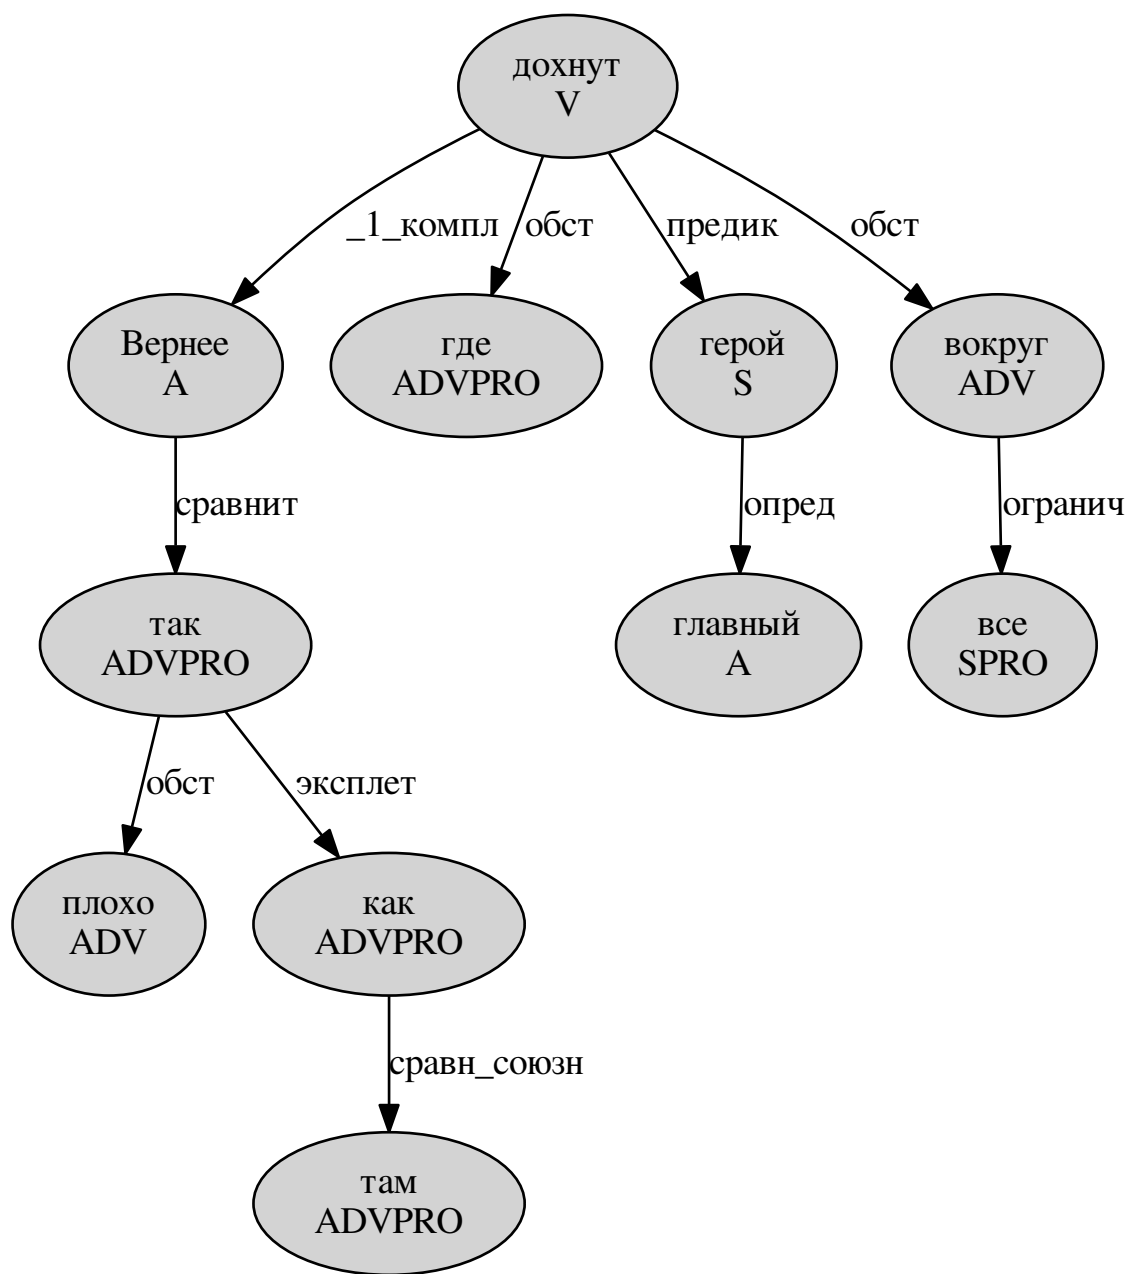 дохнут
V
_1_компл
обст
предик
обст
Вернее
A
где
ADVPRO
герой
S
вокруг
ADV
сравнит
опред
огранич
так
ADVPRO
главный
A
все
SPRO
обст
эксплет
плохо
ADV
как
ADVPRO
сравн_союзн
там
ADVPRO